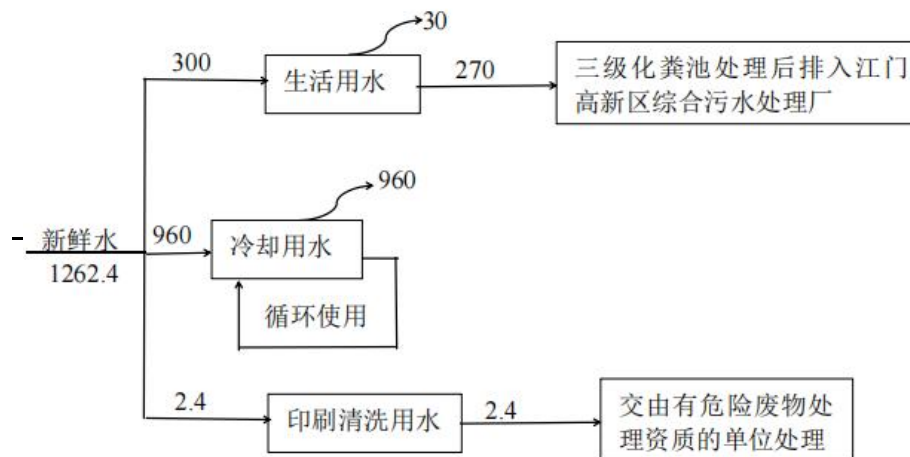 30
300
生活用水
270
三级化粪池处理后排入江门
高新区综合污水处理厂
960
新鲜水
960
冷却用水
1262.4
循环使用
2.4
印刷清洗用水
2.4
交由有危险废物处
理资质的单位处理